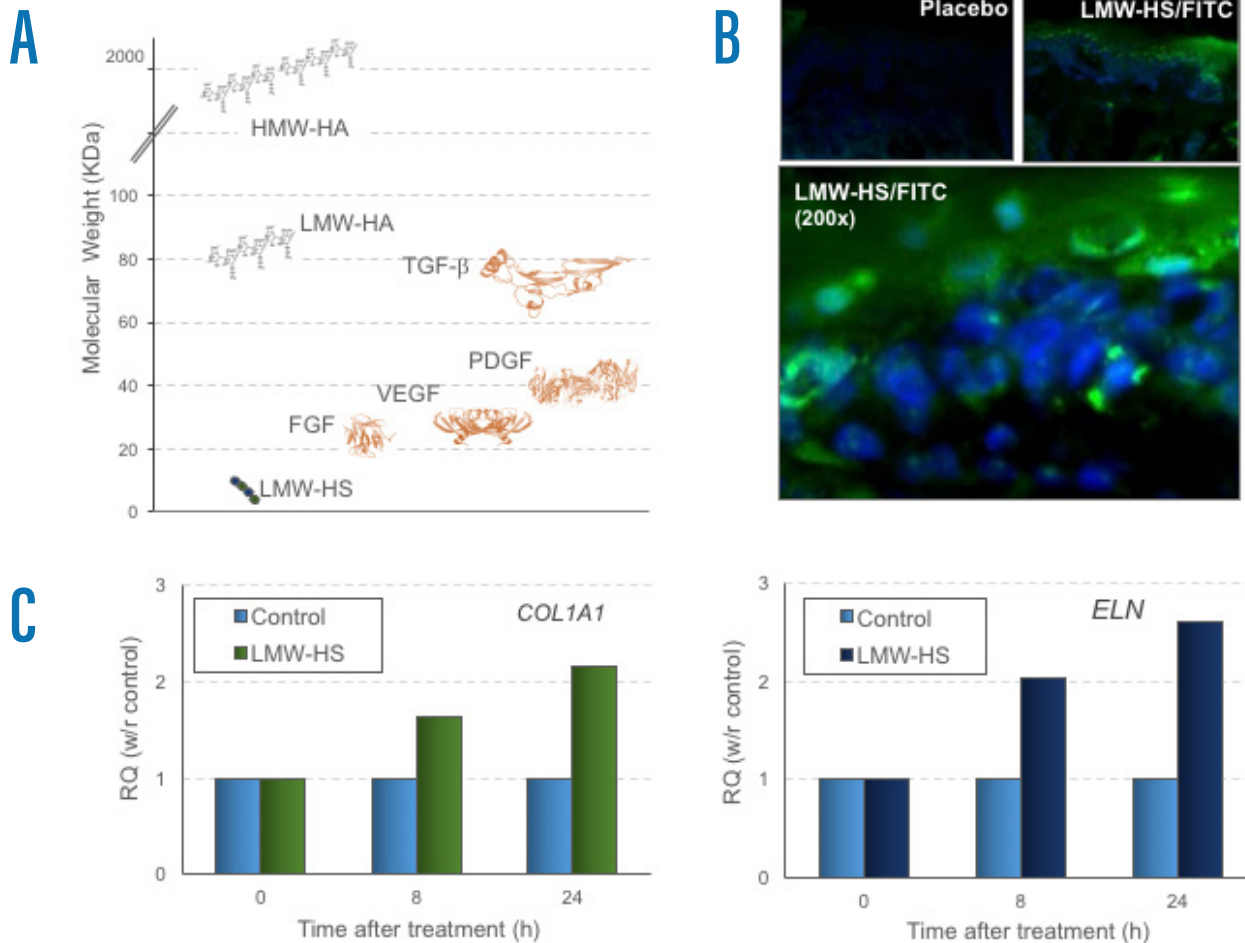 A
2000
HMW-HA
Molecular Weight (KDa)
100
LMW-HA
80
TGF-β
60
PDGF
40
VEGF
FGF
20
LMW-HS
0
B
Placebo
LMW-HS/FITC
LMW-HS/FITC
(200x)
C
3
Control
LMW-HS
COL1A1
RQ (w/r control)
2
1
0
0 8 24
Time after treatment (h)
3
Control
LMW-HS
ELN
RQ (w/r control)
2
1
0
0 8 24
Time after treatment (h)